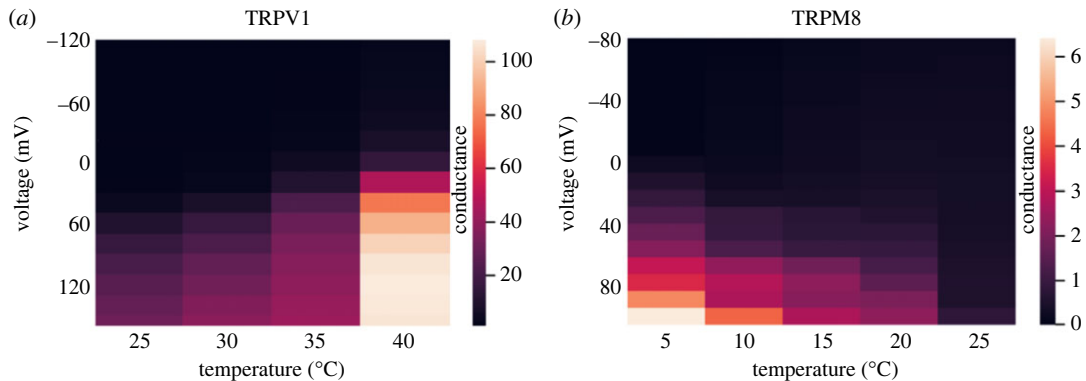 (a) TRPV1
voltage (mV)
–120
–60
0
60
120
25 30 35 40
temperature (°C)
100
80
60
40
20
conductance
(b) TRPM8
voltage (mV)
–80
–40
0
40
80
5 10 15 20 25
temperature (°C)
6
5
4
3
2
1
0
conductance